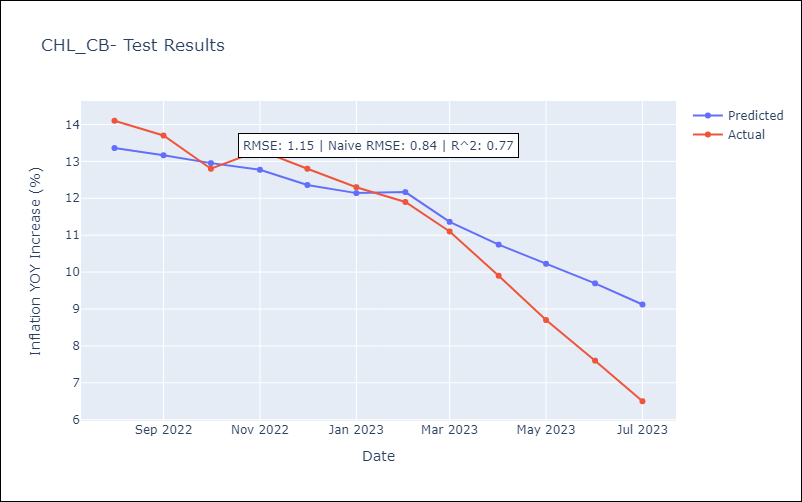 CHL_CB- Test Results
Predicted
Actual
RMSE: 1.15 | Naive RMSE: 0.84 | R^2: 0.77
Inflation YOY Increase (%)
14
13
12
11
10
9
8
7
6
Sep 2022 Nov 2022 Jan 2023 Mar 2023 May 2023 Jul 2023
Date